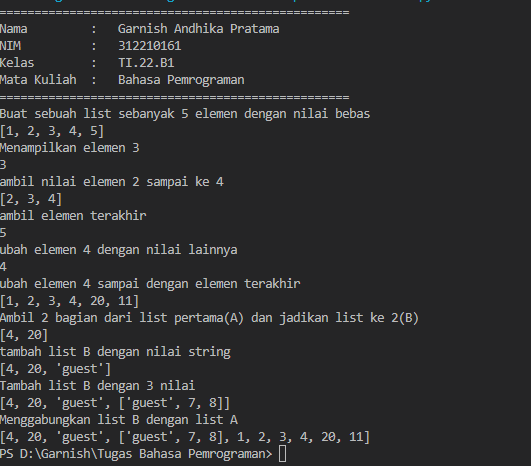 ==================================================
Nama         :   Garnish Andhika Pratama
NIM          :   312210161
Kelas        :   TI.22.B1
Mata Kuliah  :   Bahasa Pemrograman
==================================================
Buat sebuah list sebanyak 5 elemen dengan nilai bebas
[1, 2, 3, 4, 5]
Menampilkan elemen 3
3
ambil nilai elemen 2 sampai ke 4
[2, 3, 4]
ambil elemen terakhir
5
ubah elemen 4 dengan nilai lainnya
4
ubah elemen 4 sampai dengan elemen terakhir
[1, 2, 3, 4, 20, 11]
Ambil 2 bagian dari list pertama(A) dan jadikan list ke 2(B)
[4, 20]
tambah list B dengan nilai string
[4, 20, 'guest']
Tambah list B dengan 3 nilai
[4, 20, 'guest', ['guest', 7, 8]]
Menggabungkan list B dengan list A
[4, 20, 'guest', ['guest', 7, 8], 1, 2, 3, 4, 20, 11]
PS D:\Garnish\Tugas Bahasa Pemrograman>